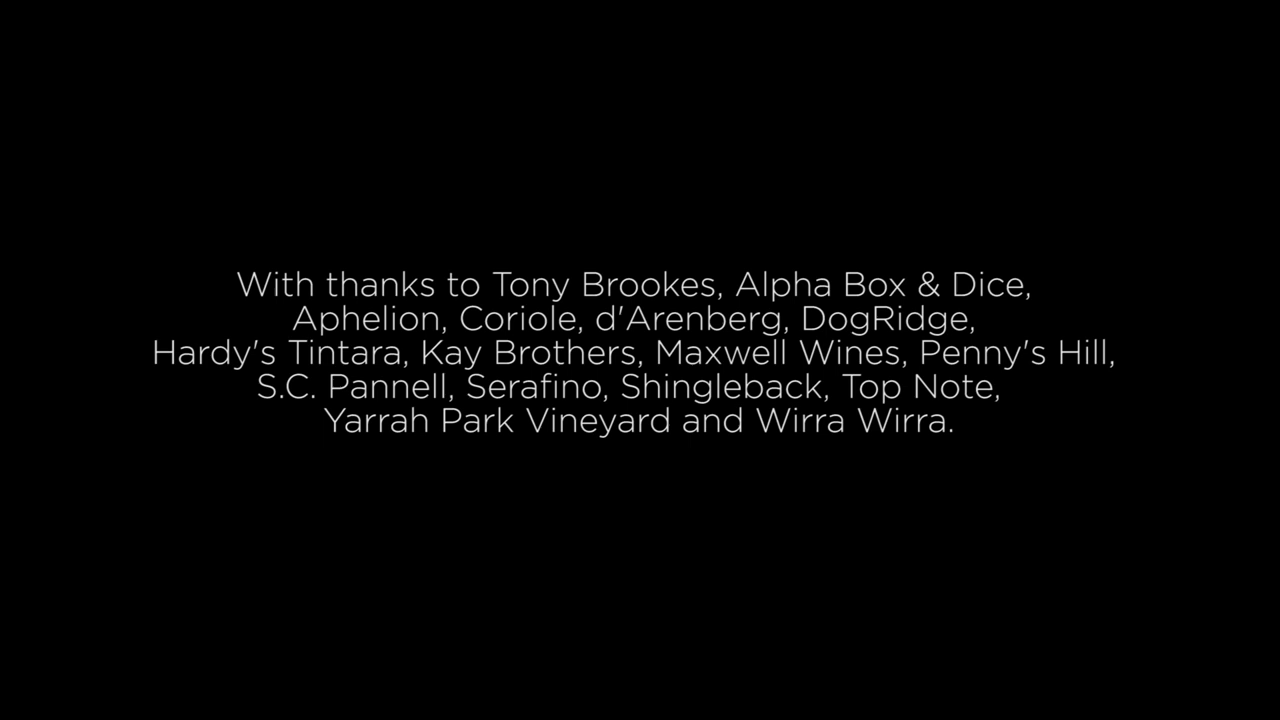 With thanks to Tony Brookes, Alpha Box & Dice,
Aphelion, Coriole, d'Arenberg, DogRidge,
Hardy's Tintara, Kay Brothers, Maxwell Wines, Penny's Hill,
S.C. Pannell, Serafino, Shingleback, Top Note,
Yarrah Park Vineyard and Wirra Wirra.